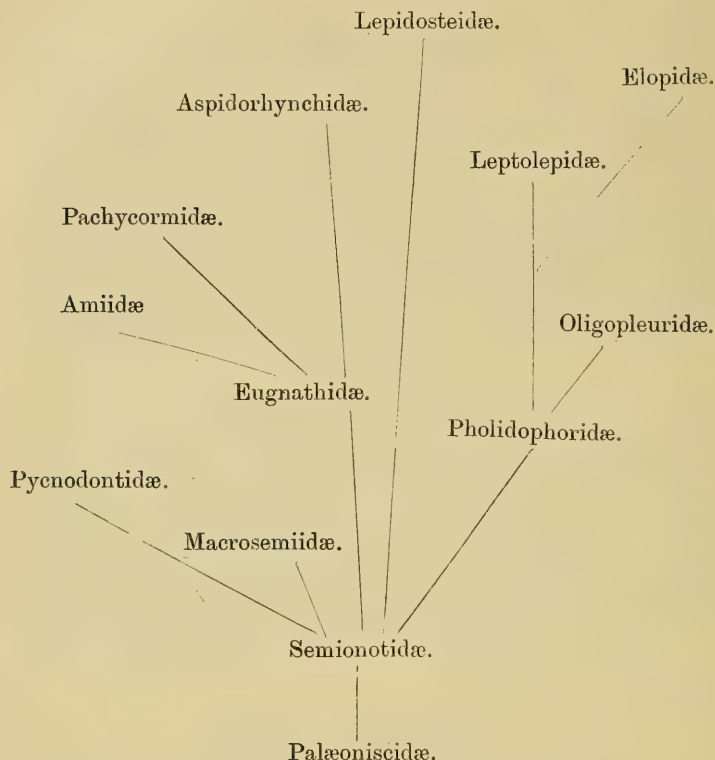 Lepidosteidæ.
Elopidæ.
Aspidorhynchidæ.
Leptolepidæ.
Pachycormidæ.
Amiidæ
Oligopleuridæ.
Eugnathidæ.
Pholidophoridæ.
Pycnodontidæ.
Macrosemiidæ.
Semionotidæ.
Palæoniscidæ.